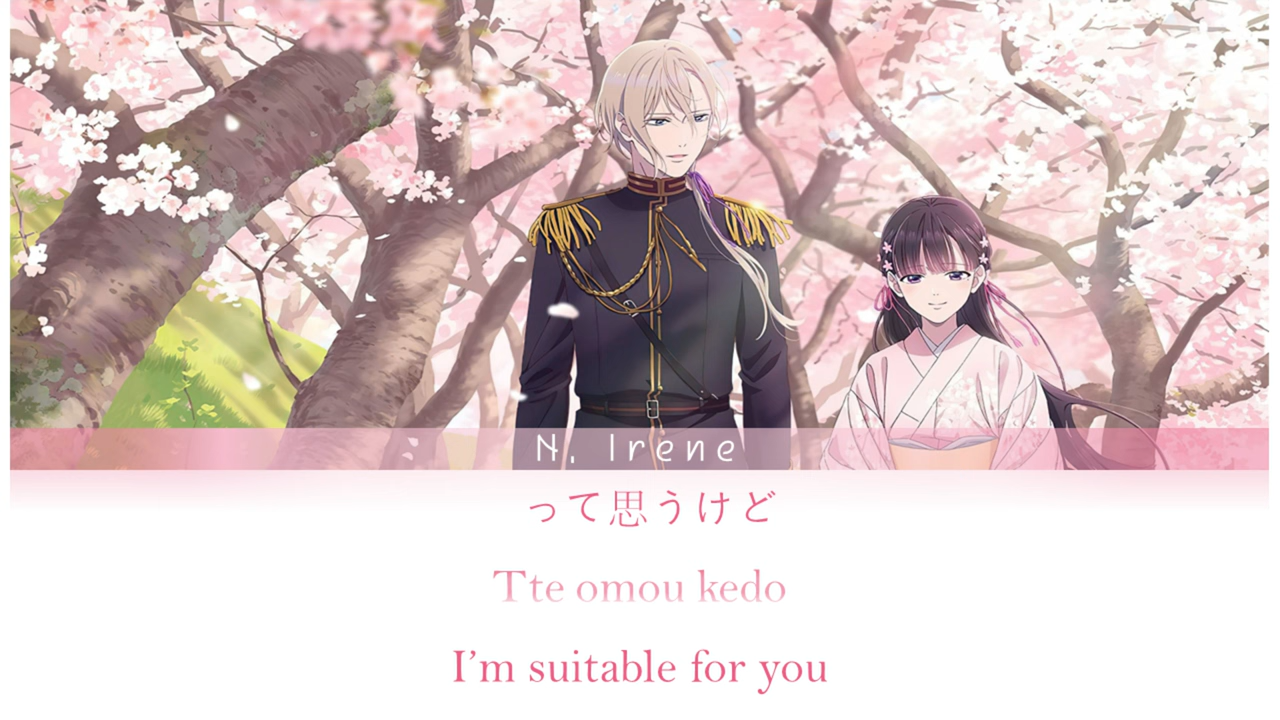 N. Irene
って思うけど
Tte omou kedo
I'm suitable for you